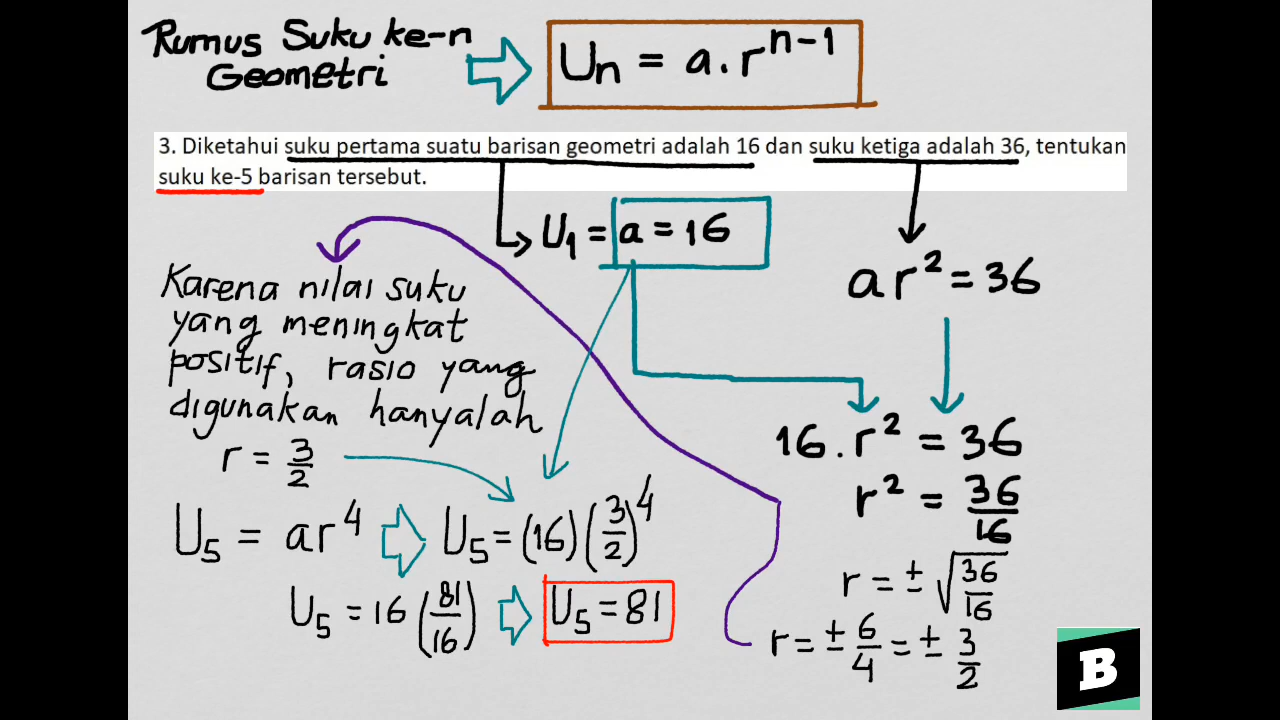 Rumus Suku ke-n
Geometri
Un = a.r^(n-1)
3. Diketahui suku pertama suatu barisan geometri adalah 16 dan suku ketiga adalah 36, tentukan
suku ke-5 barisan tersebut.
U₁ = a = 16
ar² = 36
16.r² = 36
r² = 36/16
r = ± √(36/16)
r = ± 6/4 = ± 3/2
Karena nilai suku
yang meningkat
positif, rasio yang
digunakan hanyalah
r = 3/2
U₅ = ar⁴
U₅ = (16)(3/2)⁴
U₅ = 16 (81/16)
U₅ = 81
B